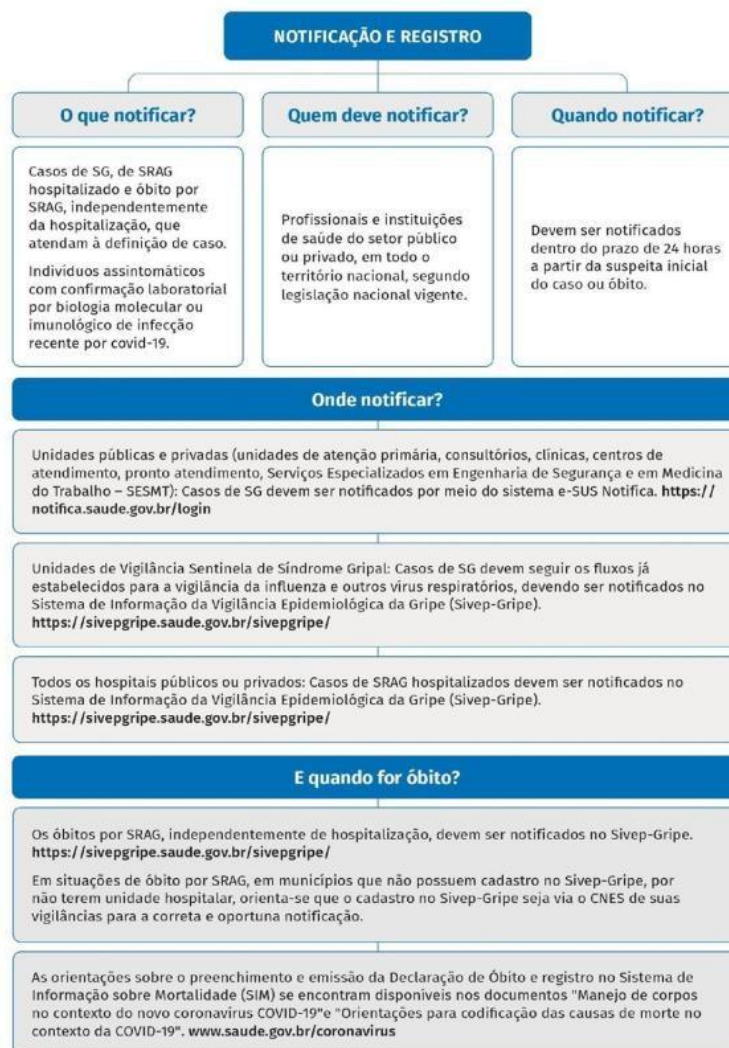 NOTIFICAÇÃO E REGISTRO
O que notificar?
Casos de SG, de SRAG
hospitalizado e óbito por
SRAG, independentemente
da hospitalização, que
atendam à definição de caso.
Indivíduos assintomáticos
com confirmação laboratorial
por biologia molecular ou
imunológico de infecção
recente por covid-19.
Quem deve notificar?
Profissionais e instituições
de saúde do setor público
ou privado, em todo o
território nacional, segundo
legislação nacional vigente.
Quando notificar?
Devem ser notificados
dentro do prazo de 24 horas
a partir da suspeita inicial
do caso ou óbito.
Onde notificar?
Unidades públicas e privadas (unidades de atenção primária, consultórios, clínicas, centros de
atendimento, pronto atendimento, Serviços Especializados em Engenharia de Segurança e em Medicina
do Trabalho – SESMT): Casos de SG devem ser notificados por meio do sistema e-SUS Notifica. https://
notifica.saude.gov.br/login
Unidades de Vigilância Sentinela de Síndrome Gripal: Casos de SG devem seguir os fluxos já
estabelecidos para a vigilância da influenza e outros vírus respiratórios, devendo ser notificados no
Sistema de Informação da Vigilância Epidemiológica da Gripe (Sivep-Gripe).
https://sivepgripe.saude.gov.br/sivepgripe/
Todos os hospitais públicos ou privados: Casos de SRAG hospitalizados devem ser notificados no
Sistema de Informação da Vigilância Epidemiológica da Gripe (Sivep-Gripe).
https://sivepgripe.saude.gov.br/sivepgripe/
E quando for óbito?
Os óbitos por SRAG, independentemente de hospitalização, devem ser notificados no Sivep-Gripe.
https://sivepgripe.saude.gov.br/sivepgripe/
Em situações de óbito por SRAG, em municípios que não possuem cadastro no Sivep-Gripe, por
não terem unidade hospitalar, orienta-se que o cadastro no Sivep-Gripe seja via o CNES de suas
vigilâncias para a correta e oportuna notificação.
As orientações sobre o preenchimento e emissão da Declaração de Óbito e registro no Sistema de
Informação sobre Mortalidade (SIM) se encontram disponíveis nos documentos "Manejo de corpos
no contexto do novo coronavírus COVID-19"e "Orientações para codificação das causas de morte no
contexto da COVID-19". www.saude.gov.br/coronavirus